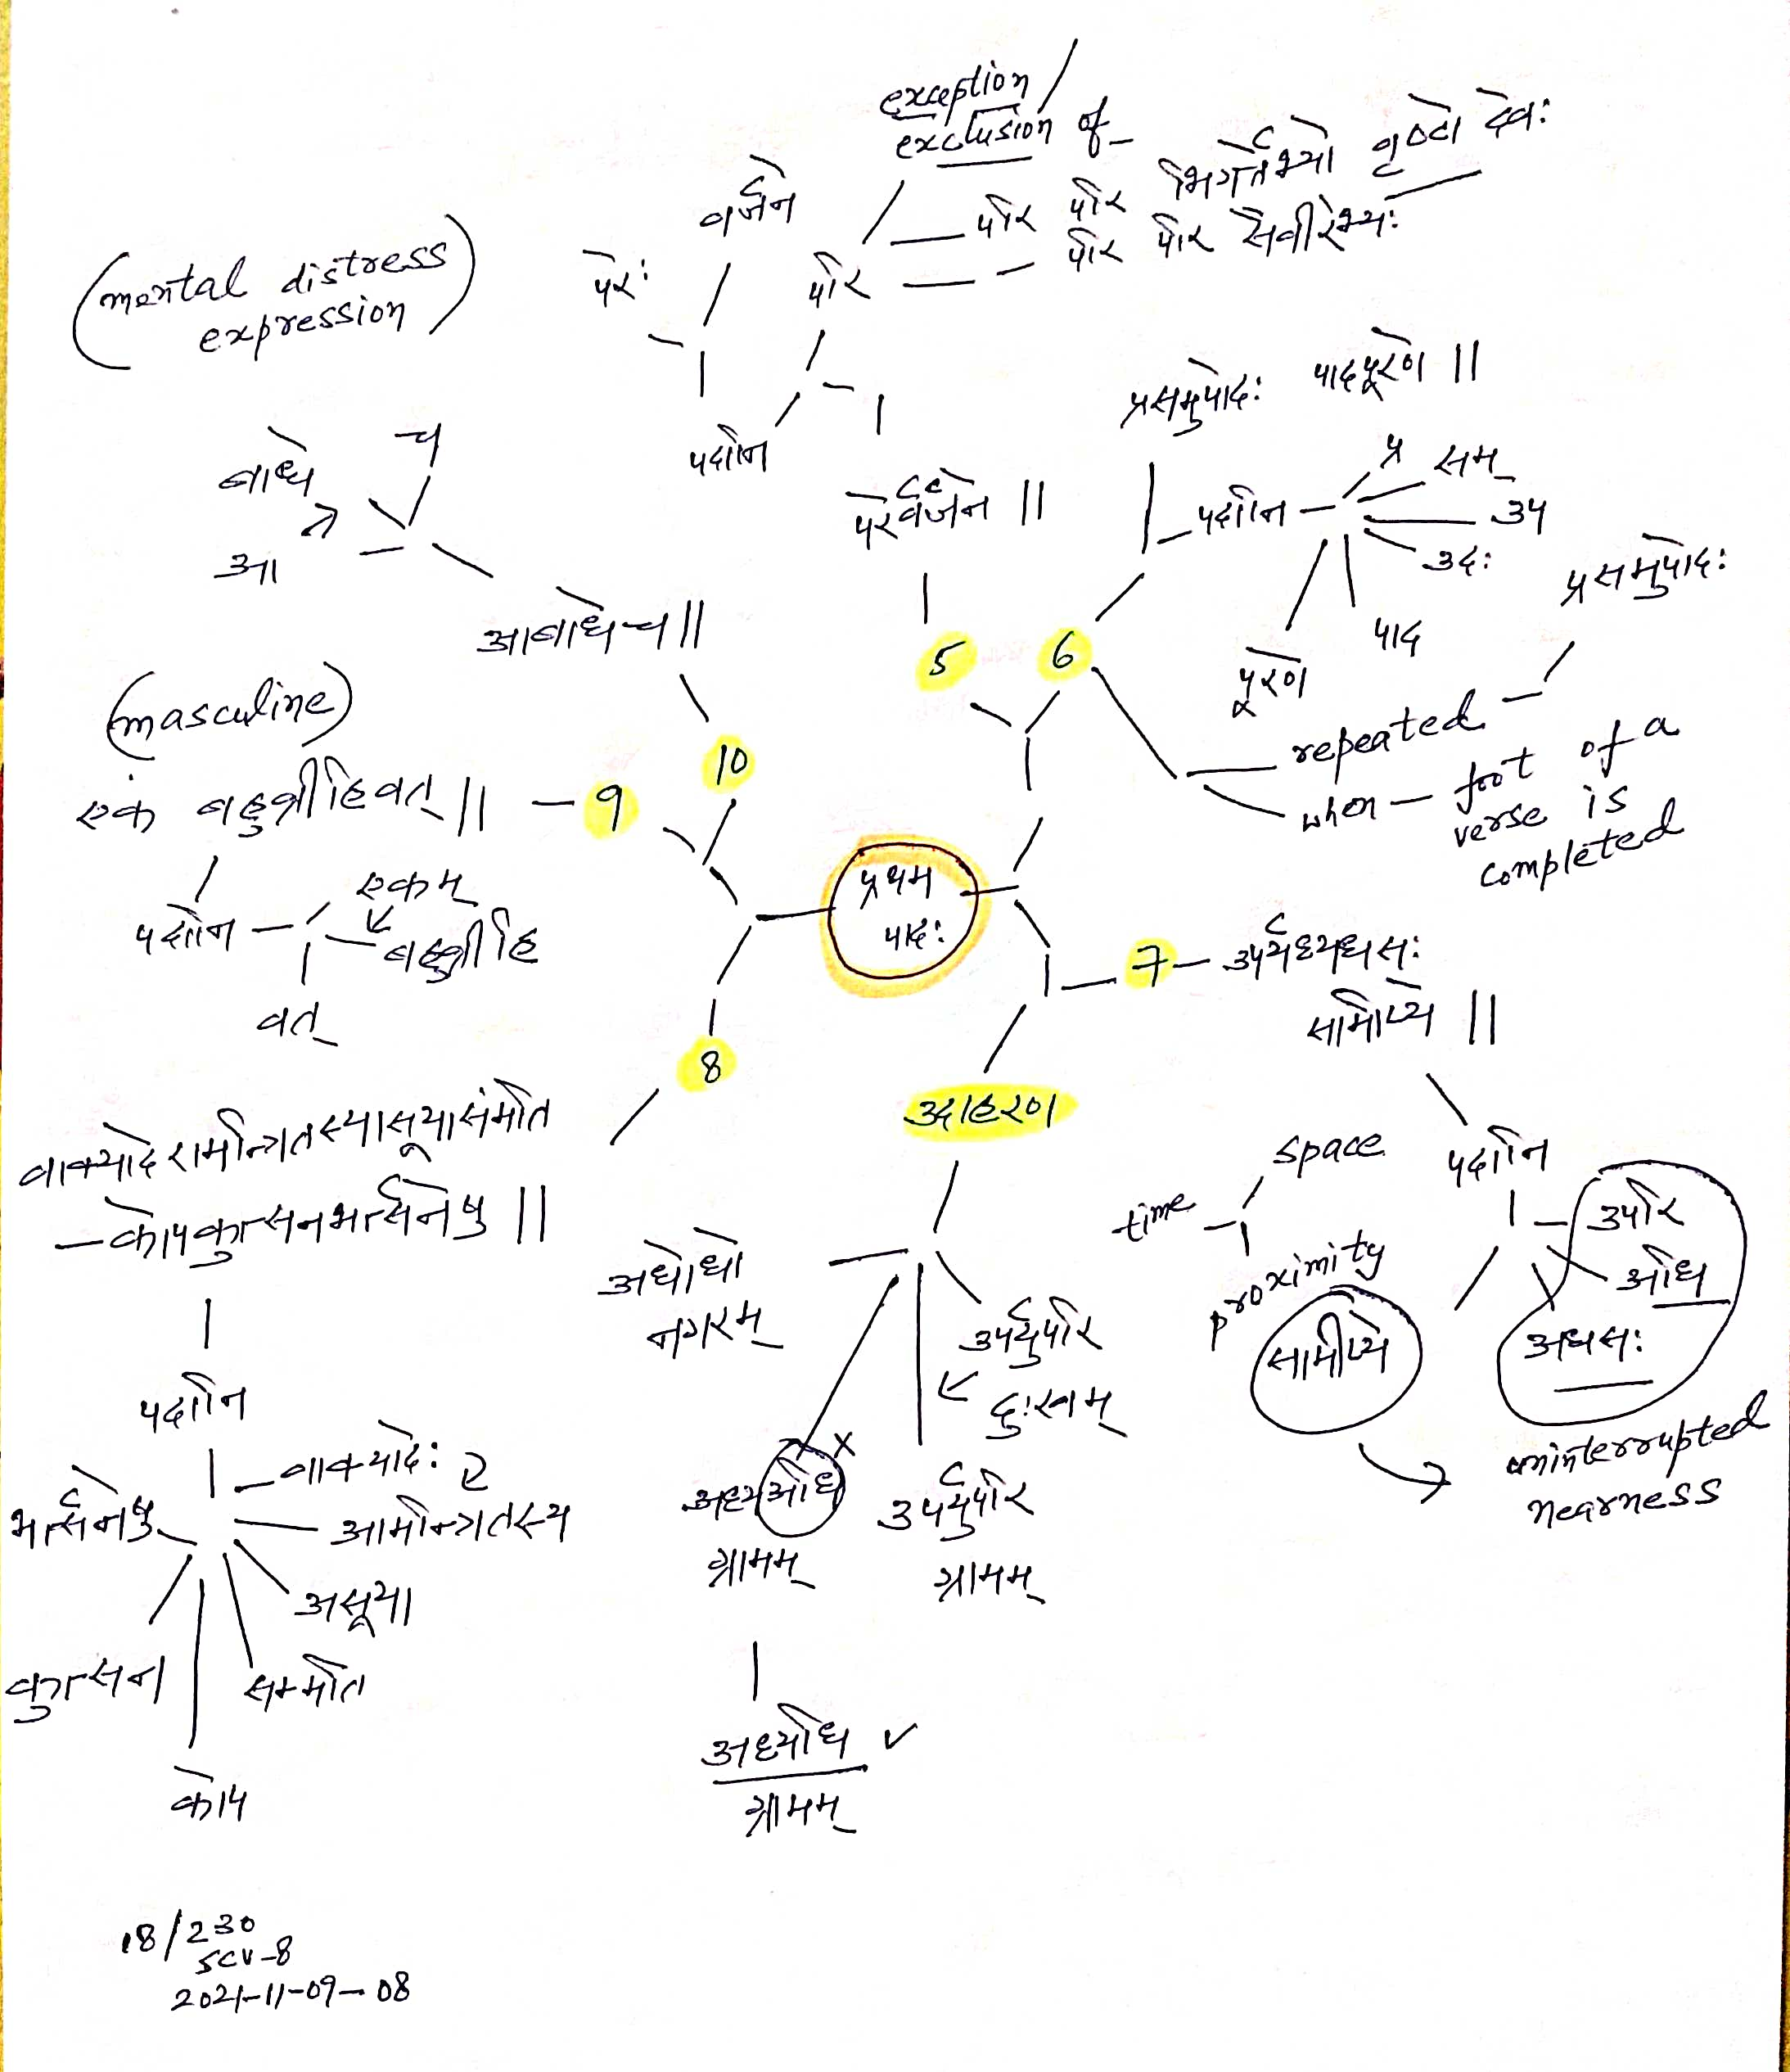 exception /
exclusion of
परि परि त्रिगर्तेभ्यो वृष्टो देवः
परि परि सौवीरेभ्यः
वर्जने
परेः
परि
पदानि
परेर्वर्जने ||
5
(mental distress
expression)
बाधे
च
आ
आबाधे च ||
10
(masculine)
एकं बहुव्रीहिवत् || — 9
पदानि
एकम्
बहुव्रीहि
वत्
प्रथम
पादः
प्रसमुपोदः पादपूरणे ||
6
पदानि
प्र
सम्
उप
उदः
पाद
पूरणे
repeated
प्रसमुपोदः
when — foot of a
verse is
completed
7 — उपर्यध्यधसः
सामीप्ये ||
पदानि
उपरि
अधि
अधसः
सामीप्ये
proximity
time
space
uninterrupted
nearness
उदाहरण
अधोधो
नगरम्
उपर्युपरि
दुःखम्
उपर्युपरि
ग्रामम्
अध्यअधि x
ग्रामम्
अध्यधि ✓
ग्रामम्
8
वाक्यादेरामन्त्रितस्यासूयासंमति
—कोपकुत्सनभर्त्सनेषु ||
पदानि
वाक्यादेः
आमन्त्रितस्य
असूया
सम्मति
कोप
कुत्सन
भर्त्सनेषु
18/230
SCV-8
2021-11-09-08